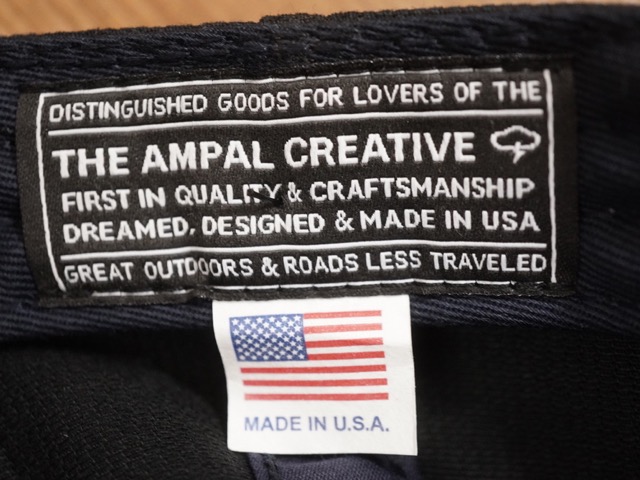 DISTINGUISHED GOODS FOR LOVERS OF THE
THE AMPAL CREATIVE
FIRST IN QUALITY & CRAFTSMANSHIP
DREAMED, DESIGNED & MADE IN USA
GREAT OUTDOORS & ROADS LESS TRAVELED
MADE IN U.S.A.